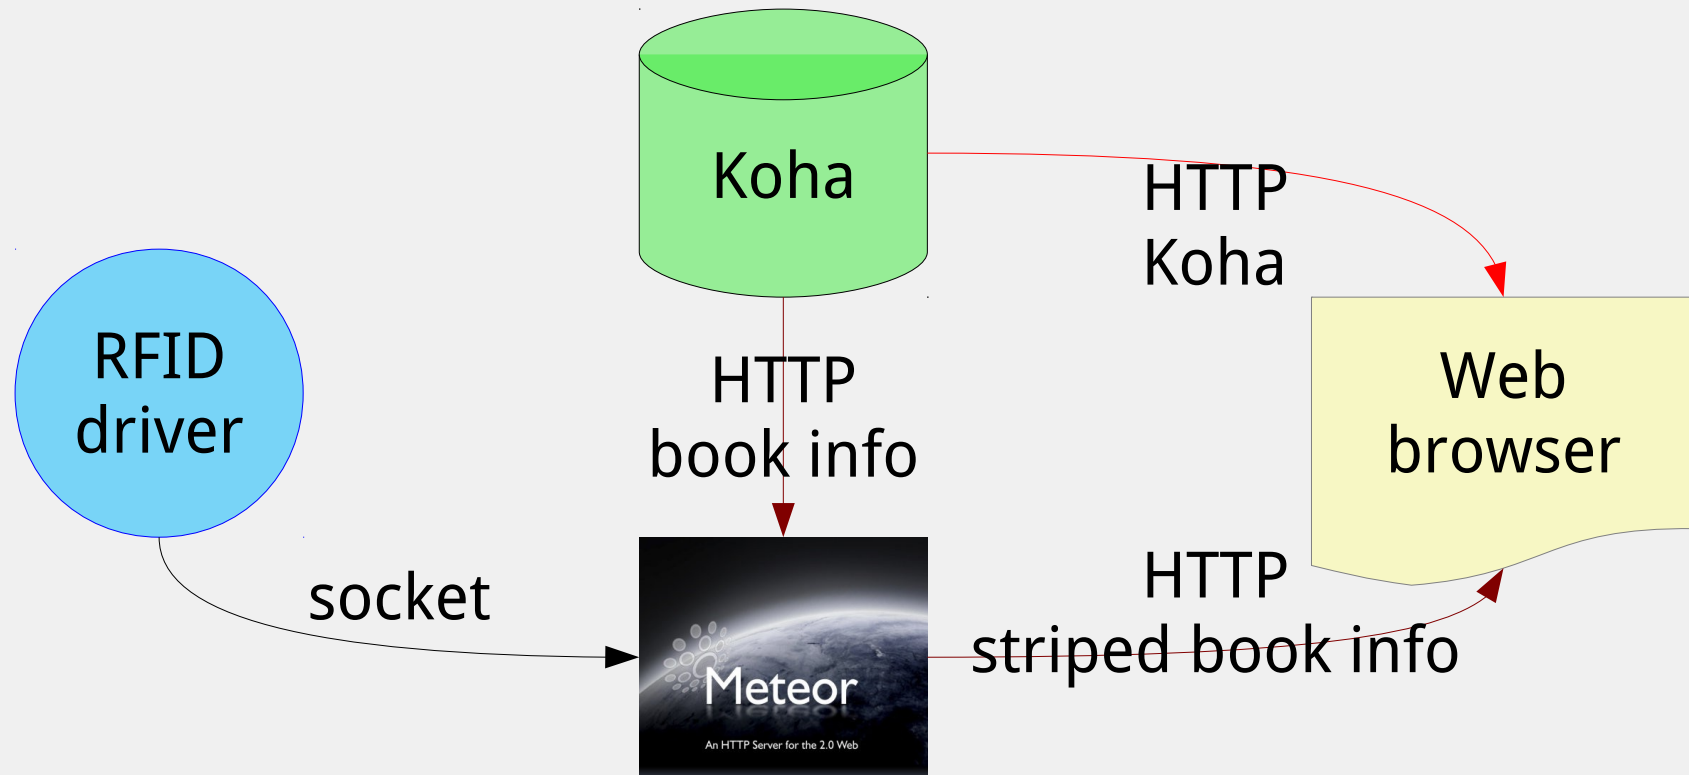 Koha
HTTP
Koha
RFID
driver
HTTP
book info
Web
browser
socket
HTTP
striped book info
Meteor
An HTTP Server for the 2.0 Web